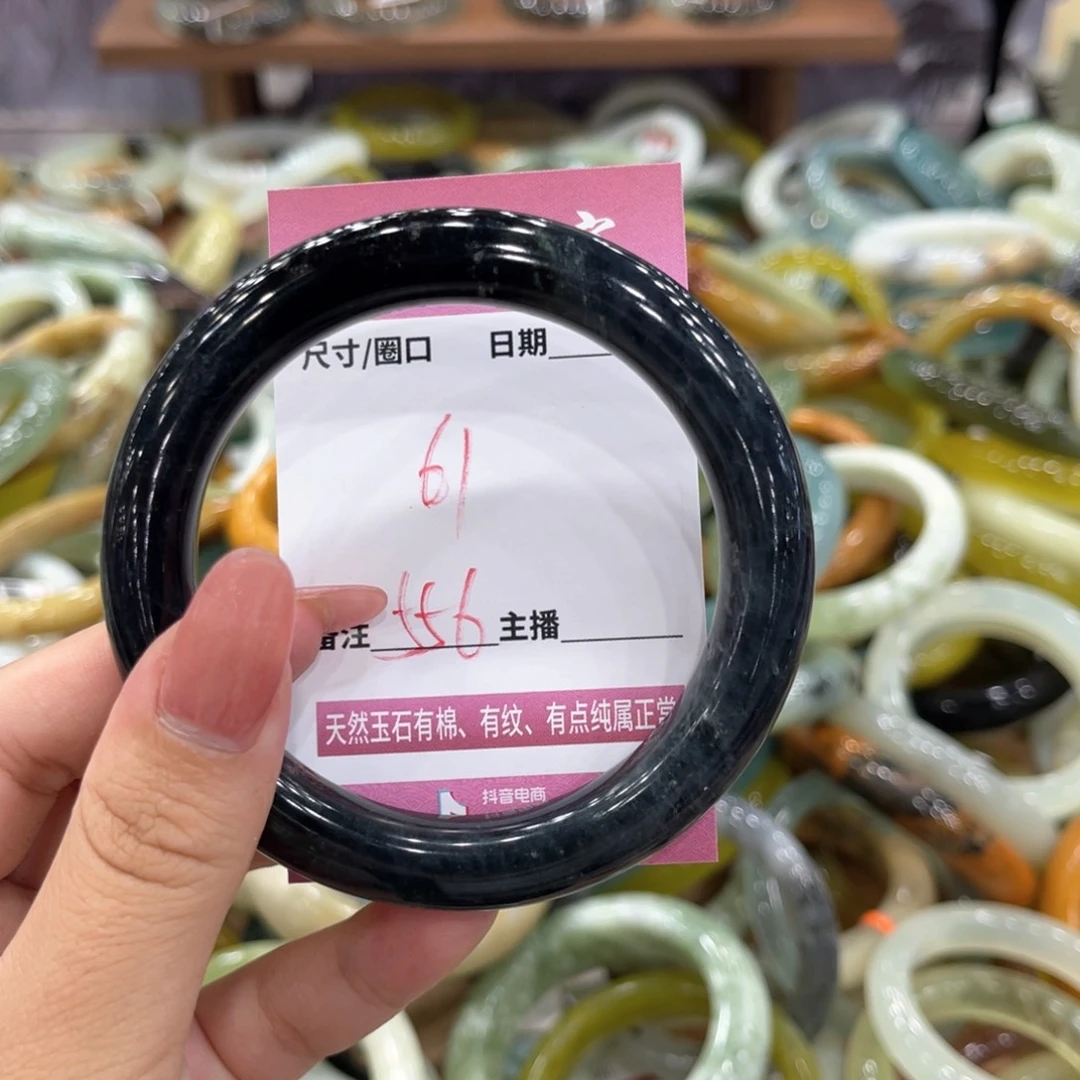 尺寸/圈口 日期
61
备注 556 主播
天然玉石有棉、有纹、有点纯属正常
抖音电商